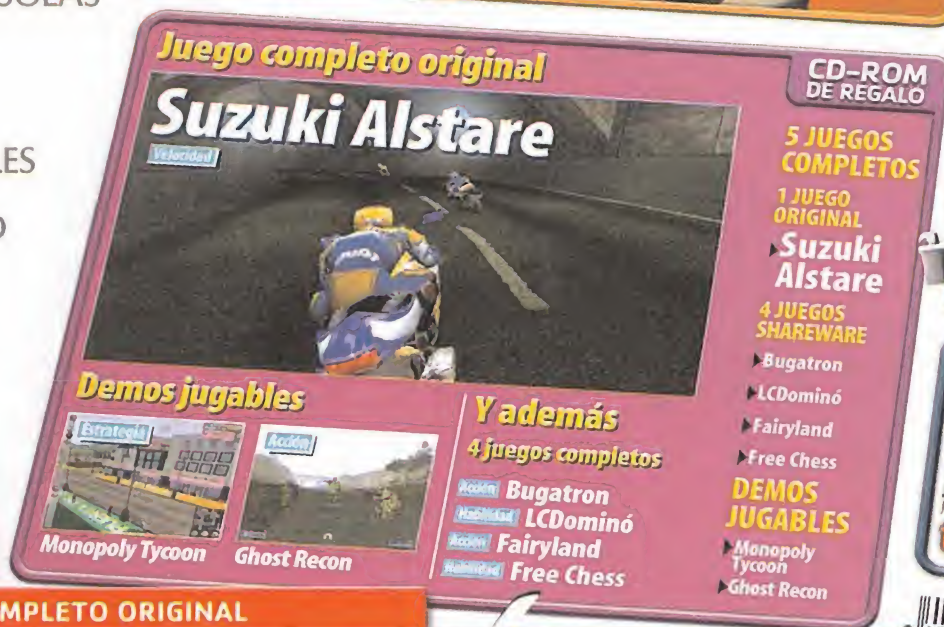 Juego completo original
Suzuki Alstare
Velocidad
Demos jugables
Estrategia
Monopoly Tycoon
Acción
Ghost Recon
Y además
4 juegos completos
Acción Bugatron
Habilidad LCDominó
Acción Fairyland
Habilidad Free Chess
CD-ROM
DE REGALO
5 JUEGOS
COMPLETOS
1 JUEGO
ORIGINAL
Suzuki
Alstare
4 JUEGOS
SHAREWARE
Bugatron
LCDominó
Fairyland
Free Chess
DEMOS
JUGABLES
Monopoly
Tycoon
Ghost Recon
MPLETO ORIGINAL